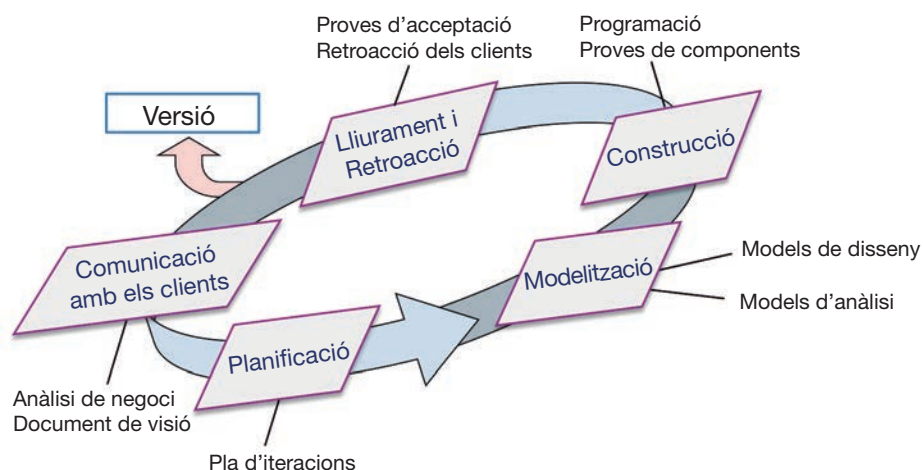 Proves d’acceptació
Retroacció dels clients
Programació
Proves de components
Versió
Lliurament i
Retroacció
Construcció
Comunicació
amb els clients
Modelització
Models de disseny
Models d’anàlisi
Planificació
Anàlisi de negoci
Document de visió
Pla d’iteracions